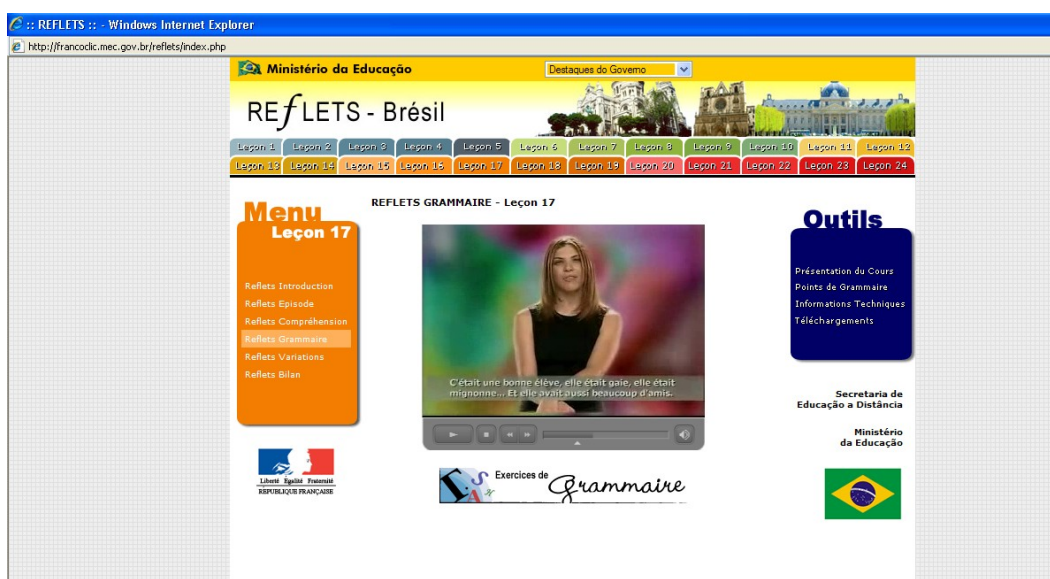 :: REFLETS :: - Windows Internet Explorer
http://francoclic.mec.gov.br/reflets/index.php
Ministério da Educação
Destaques do Governo
REfLETS - Brésil
Leçon 1 Leçon 2 Leçon 3 Leçon 4 Leçon 5 Leçon 6 Leçon 7 Leçon 8 Leçon 9 Leçon 10 Leçon 11 Leçon 12
Leçon 13 Leçon 14 Leçon 15 Leçon 16 Leçon 17 Leçon 18 Leçon 19 Leçon 20 Leçon 21 Leçon 22 Leçon 23 Leçon 24
Menu
Leçon 17
Reflets Introduction
Reflets Episode
Reflets Compréhension
Reflets Grammaire
Reflets Variations
Reflets Bilan
Liberté Égalité Fraternité
RÉPUBLIQUE FRANÇAISE
REFLETS GRAMMAIRE - Leçon 17
C'était une bonne élève, elle était gaie, elle était
mignonne... Et elle avait aussi beaucoup d'amis.
Exercices de
Grammaire
Outils
Présentation du Cours
Points de Grammaire
Informations Techniques
Téléchargements
Secretaria de
Educação a Distância
Ministério
da Educação